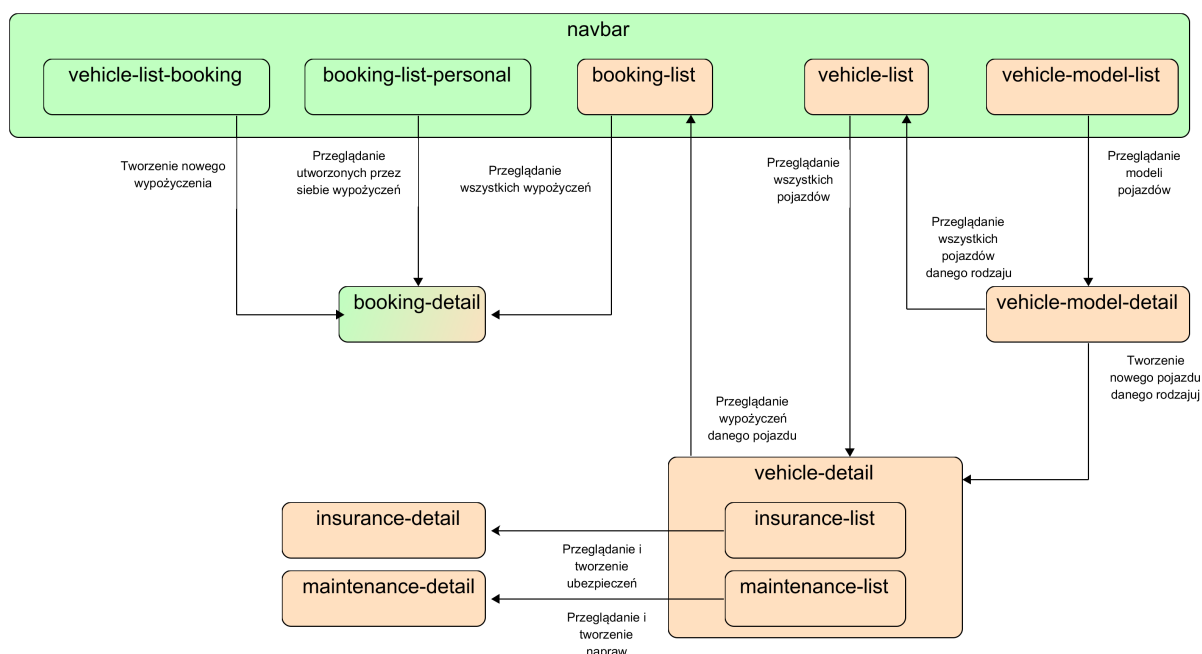 navbar
vehicle-list-booking
booking-list-personal
booking-list
vehicle-list
vehicle-model-list
Tworzenie nowego
wypożyczenia
Przeglądanie
utworzonych przez
siebie wypożyczeń
Przeglądanie
wszystkich wypożyczeń
Przeglądanie
wszystkich
pojazdów
Przeglądanie
modeli
pojazdów
Przeglądanie
wszystkich
pojazdów
danego rodzaju
booking-detail
vehicle-model-detail
Tworzenie
nowego pojazdu
danego rodzajuj
Przeglądanie
wypożyczeń
danego pojazdu
vehicle-detail
insurance-detail
insurance-list
Przeglądanie i
tworzenie
ubezpieczeń
maintenance-detail
maintenance-list
Przeglądanie i
tworzenie
napraw